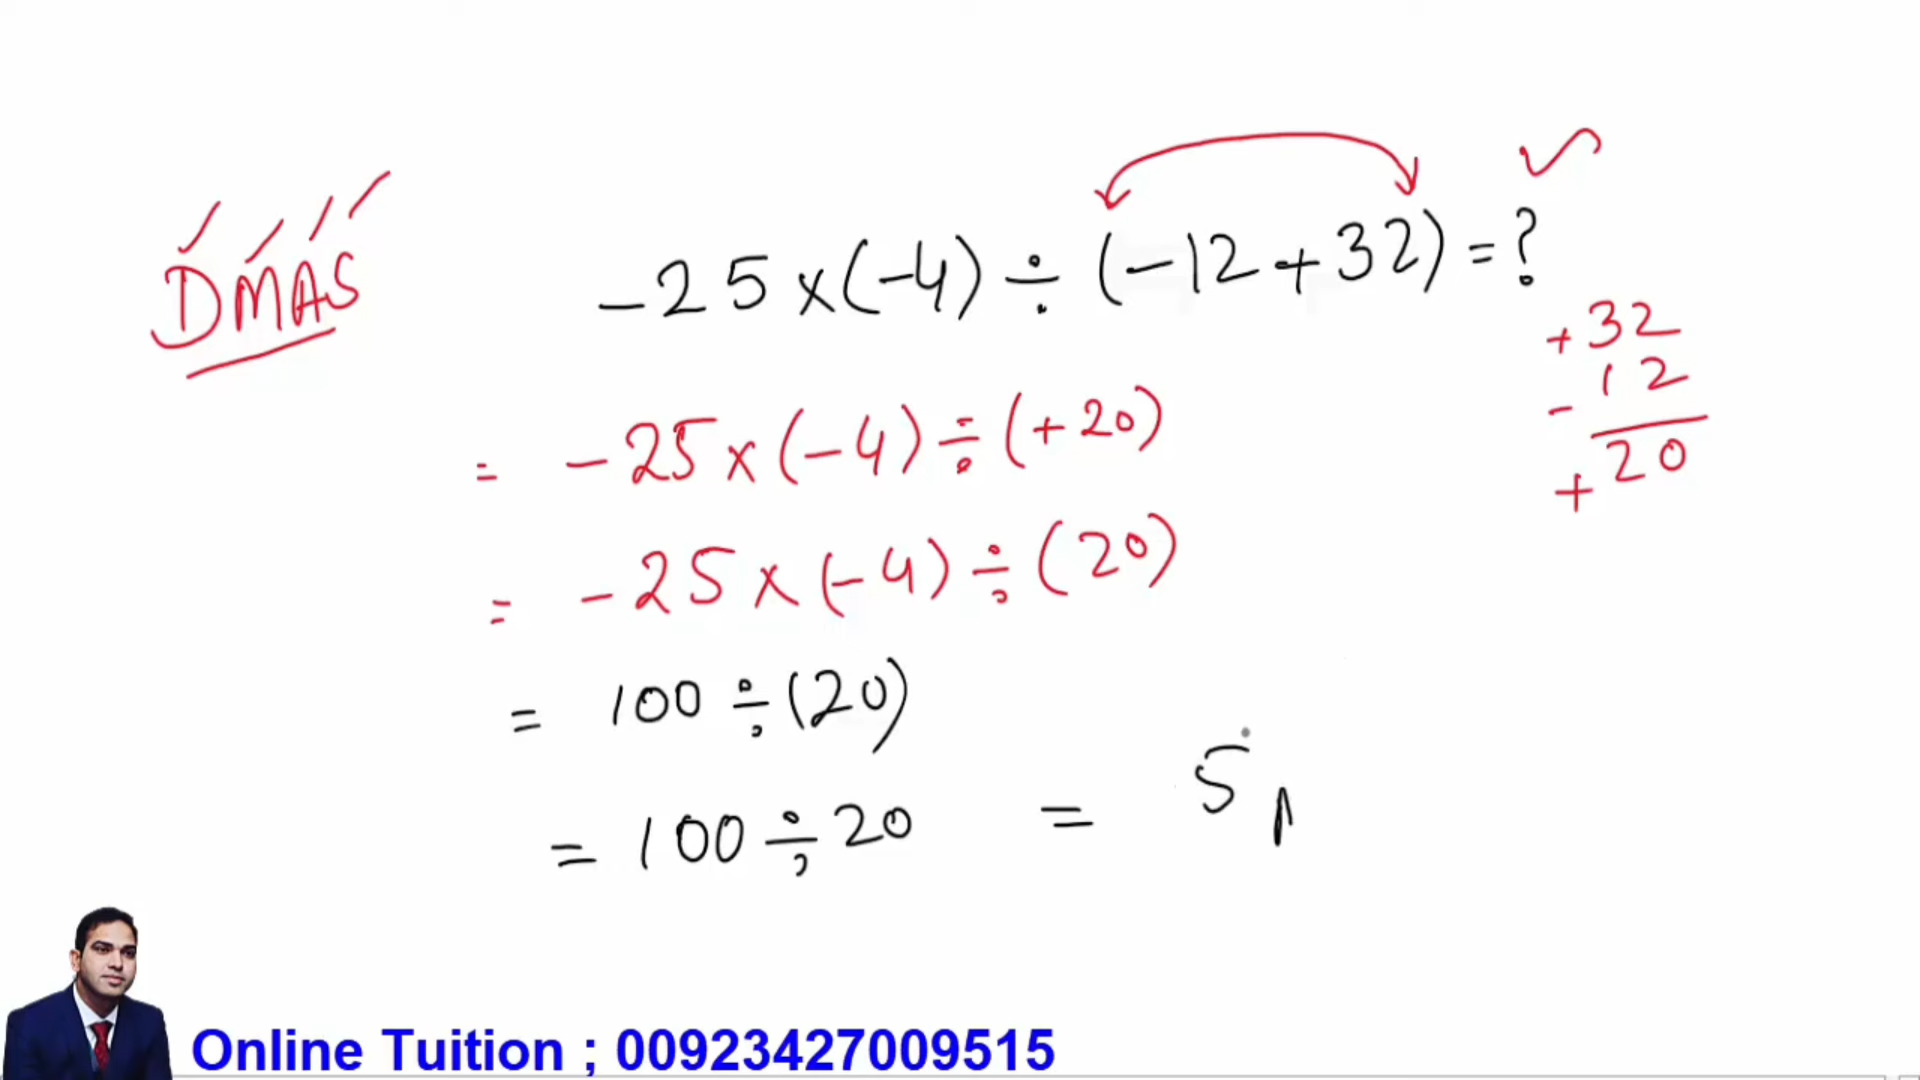 DMAS
-25×(-4)÷(-12+32)=?
+32
-12
+20
= -25×(-4)÷(+20)
= -25×(-4)÷(20)
= 100÷(20)
= 100÷20 = 5
Online Tuition ; 00923427009515